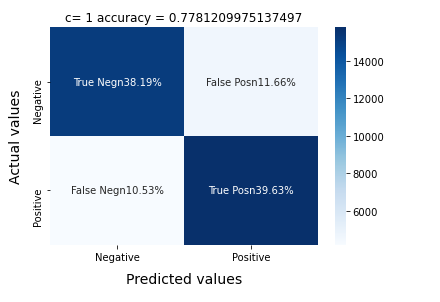 c= 1 accuracy = 0.7781209975137497
Actual values
Negative
Positive
True Negn38.19%
False Posn11.66%
False Negn10.53%
True Posn39.63%
Negative
Positive
Predicted values
14000
12000
10000
8000
6000